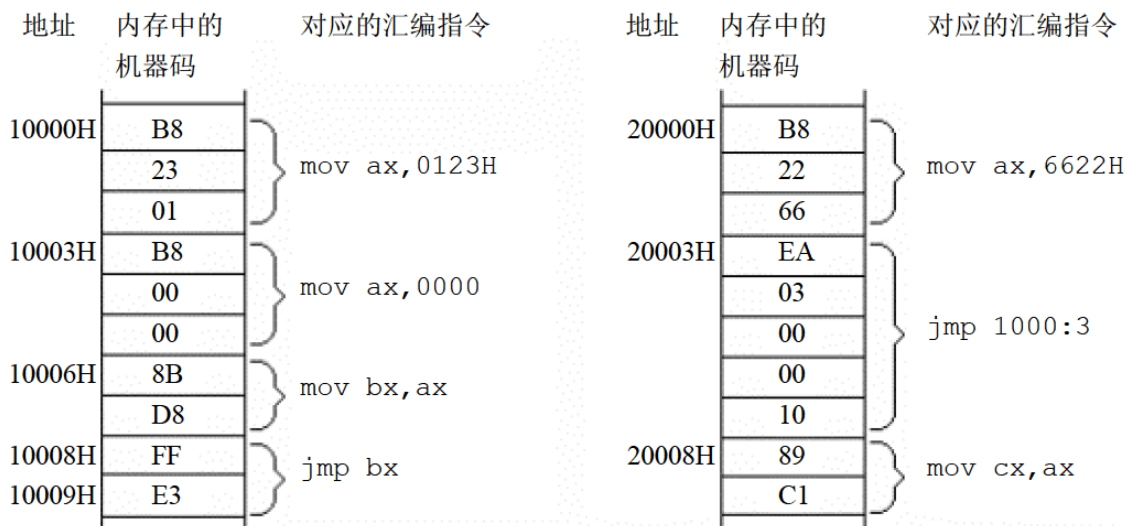 地址 内存中的 对应的汇编指令
机器码
10000H B8
23 mov ax,0123H
01
10003H B8
00 mov ax,0000
00
10006H 8B
D8 mov bx,ax
10008H FF
jmp bx
10009H E3
地址 内存中的 对应的汇编指令
机器码
20000H B8
22 mov ax,6622H
66
20003H EA
03
00 jmp 1000:3
00
10
20008H 89
mov cx,ax
C1